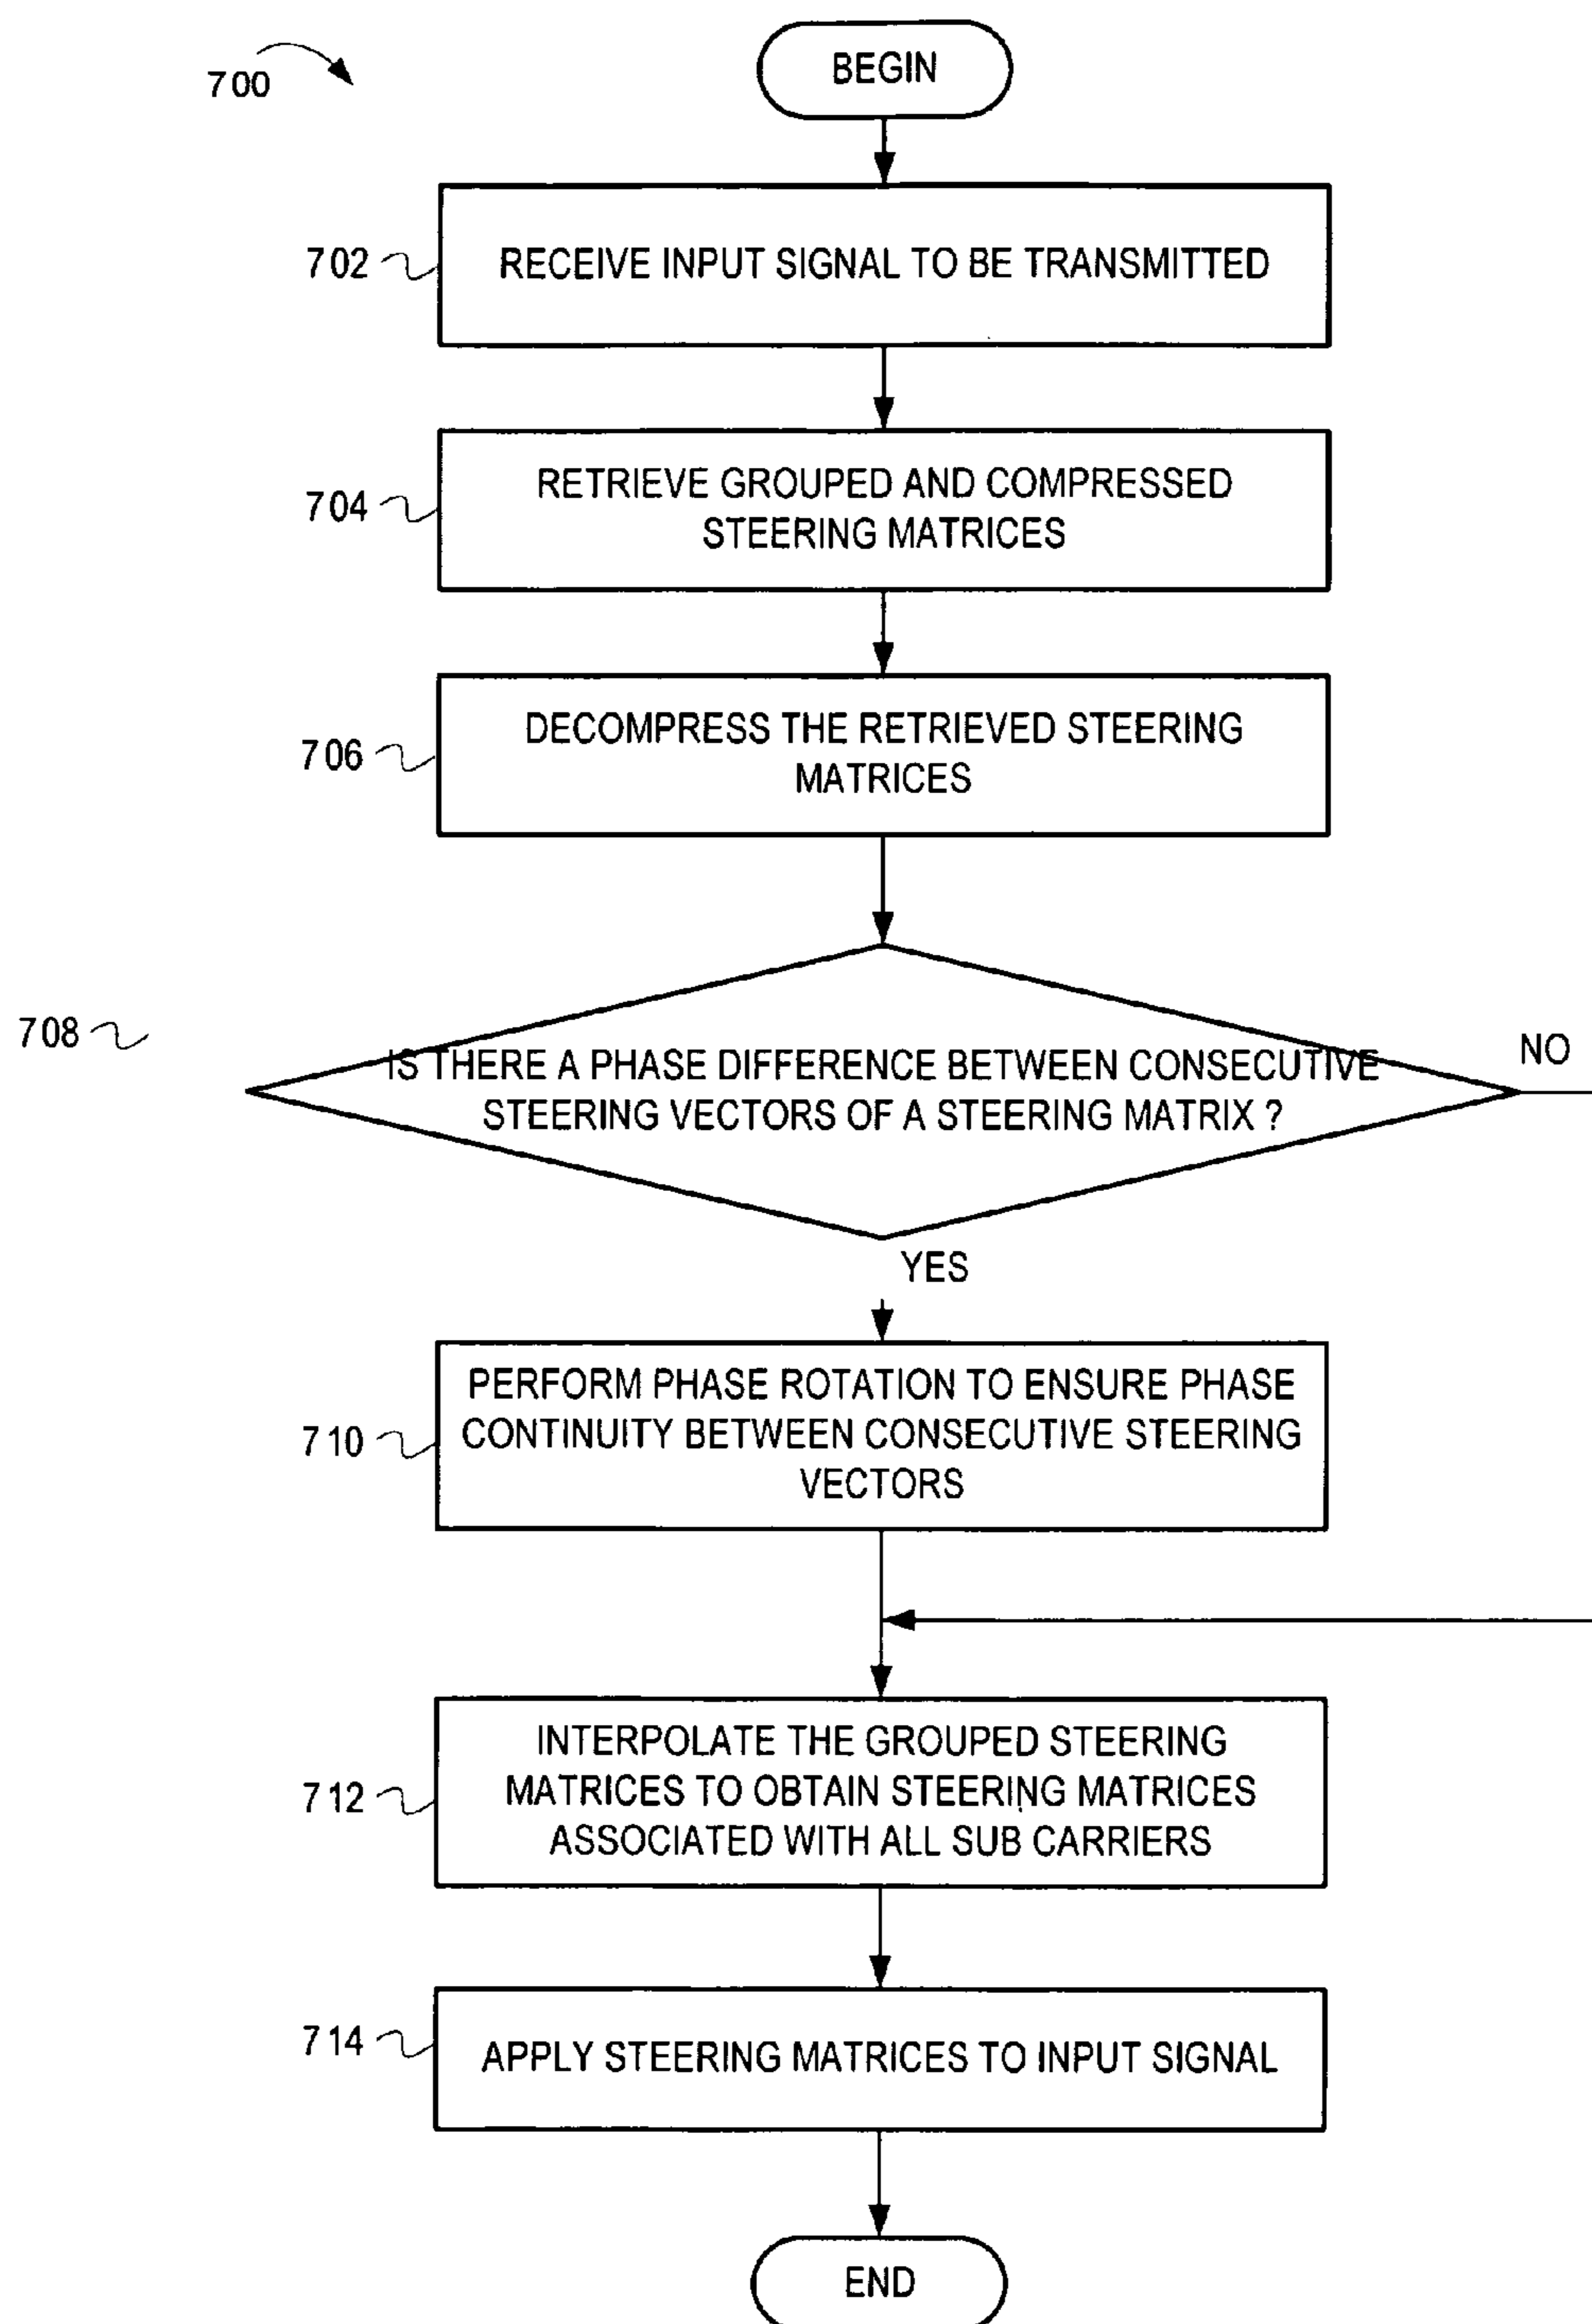 700
BEGIN
702
RECEIVE INPUT SIGNAL TO BE TRANSMITTED
704
RETRIEVE GROUPED AND COMPRESSED
STEERING MATRICES
706
DECOMPRESS THE RETRIEVED STEERING
MATRICES
708
IS THERE A PHASE DIFFERENCE BETWEEN CONSECUTIVE
STEERING VECTORS OF A STEERING MATRIX ?
NO
YES
710
PERFORM PHASE ROTATION TO ENSURE PHASE
CONTINUITY BETWEEN CONSECUTIVE STEERING
VECTORS
712
INTERPOLATE THE GROUPED STEERING
MATRICES TO OBTAIN STEERING MATRICES
ASSOCIATED WITH ALL SUB CARRIERS
714
APPLY STEERING MATRICES TO INPUT SIGNAL
END